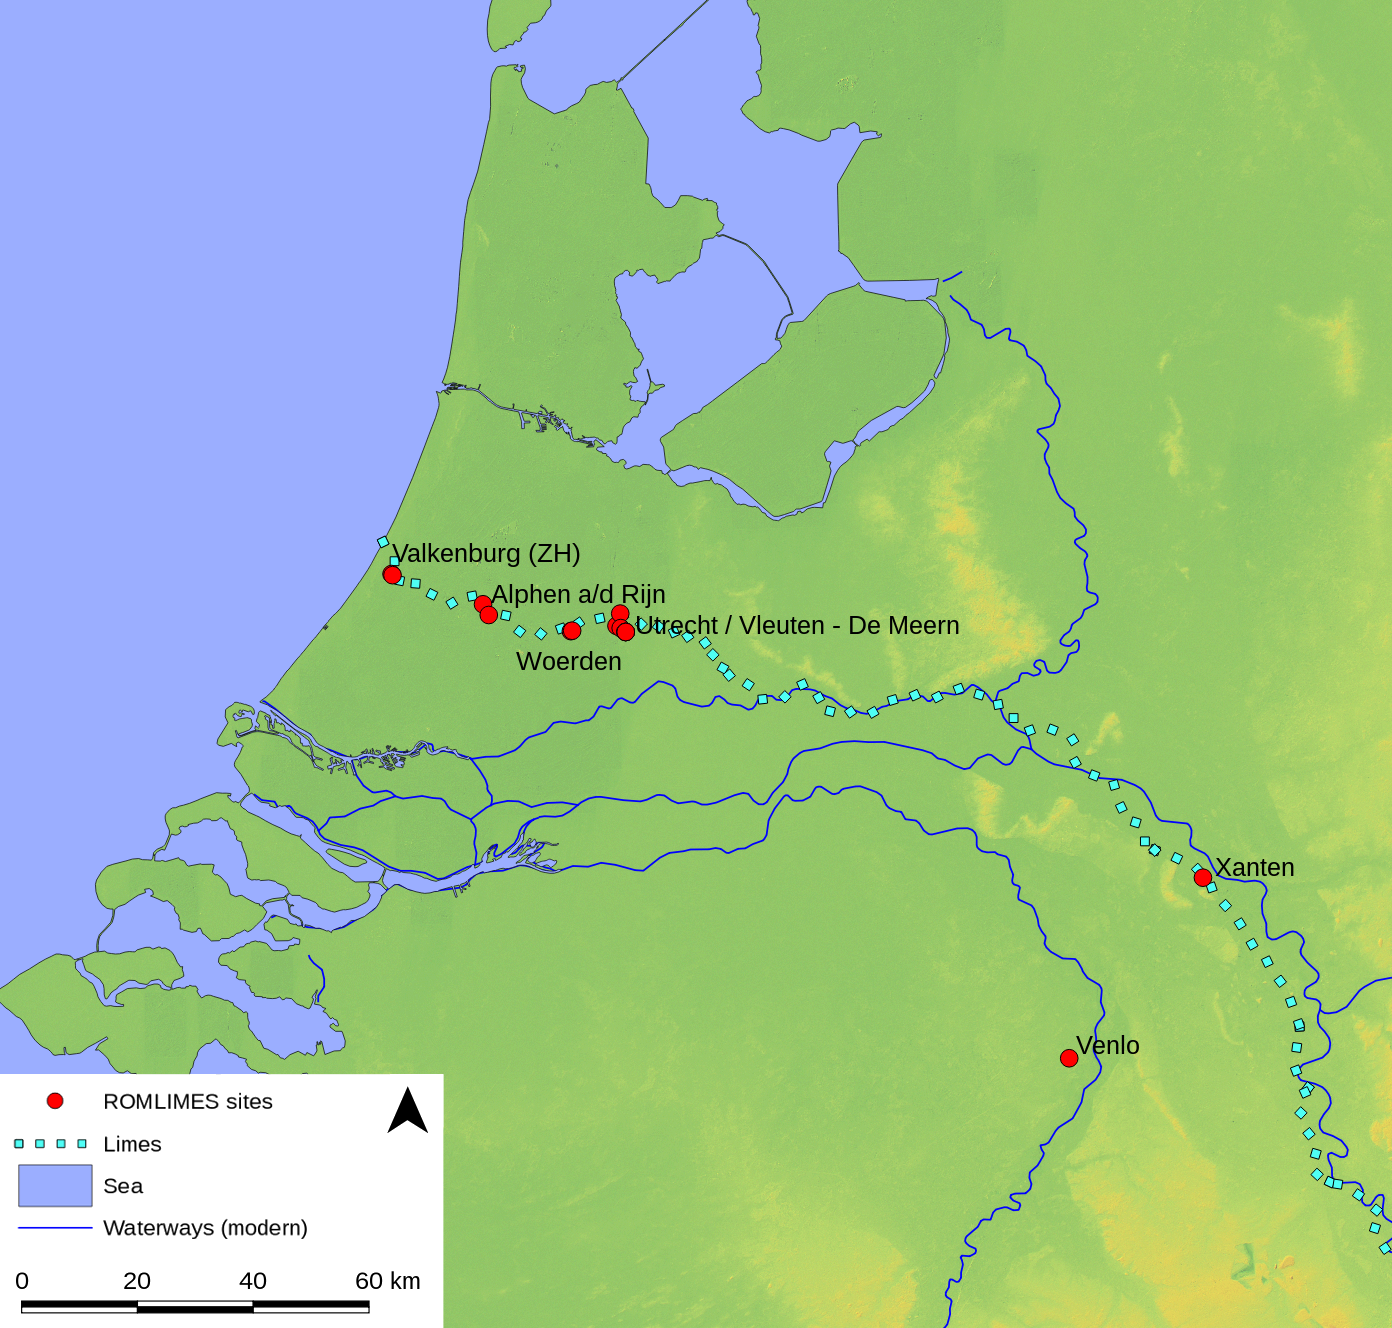 Valkenburg (ZH)
Alphen a/d Rijn
Utrecht / Vleuten - De Meern
Woerden
Xanten
Venlo
ROMLIMES sites
Limes
Sea
Waterways (modern)
0 20 40 60 km